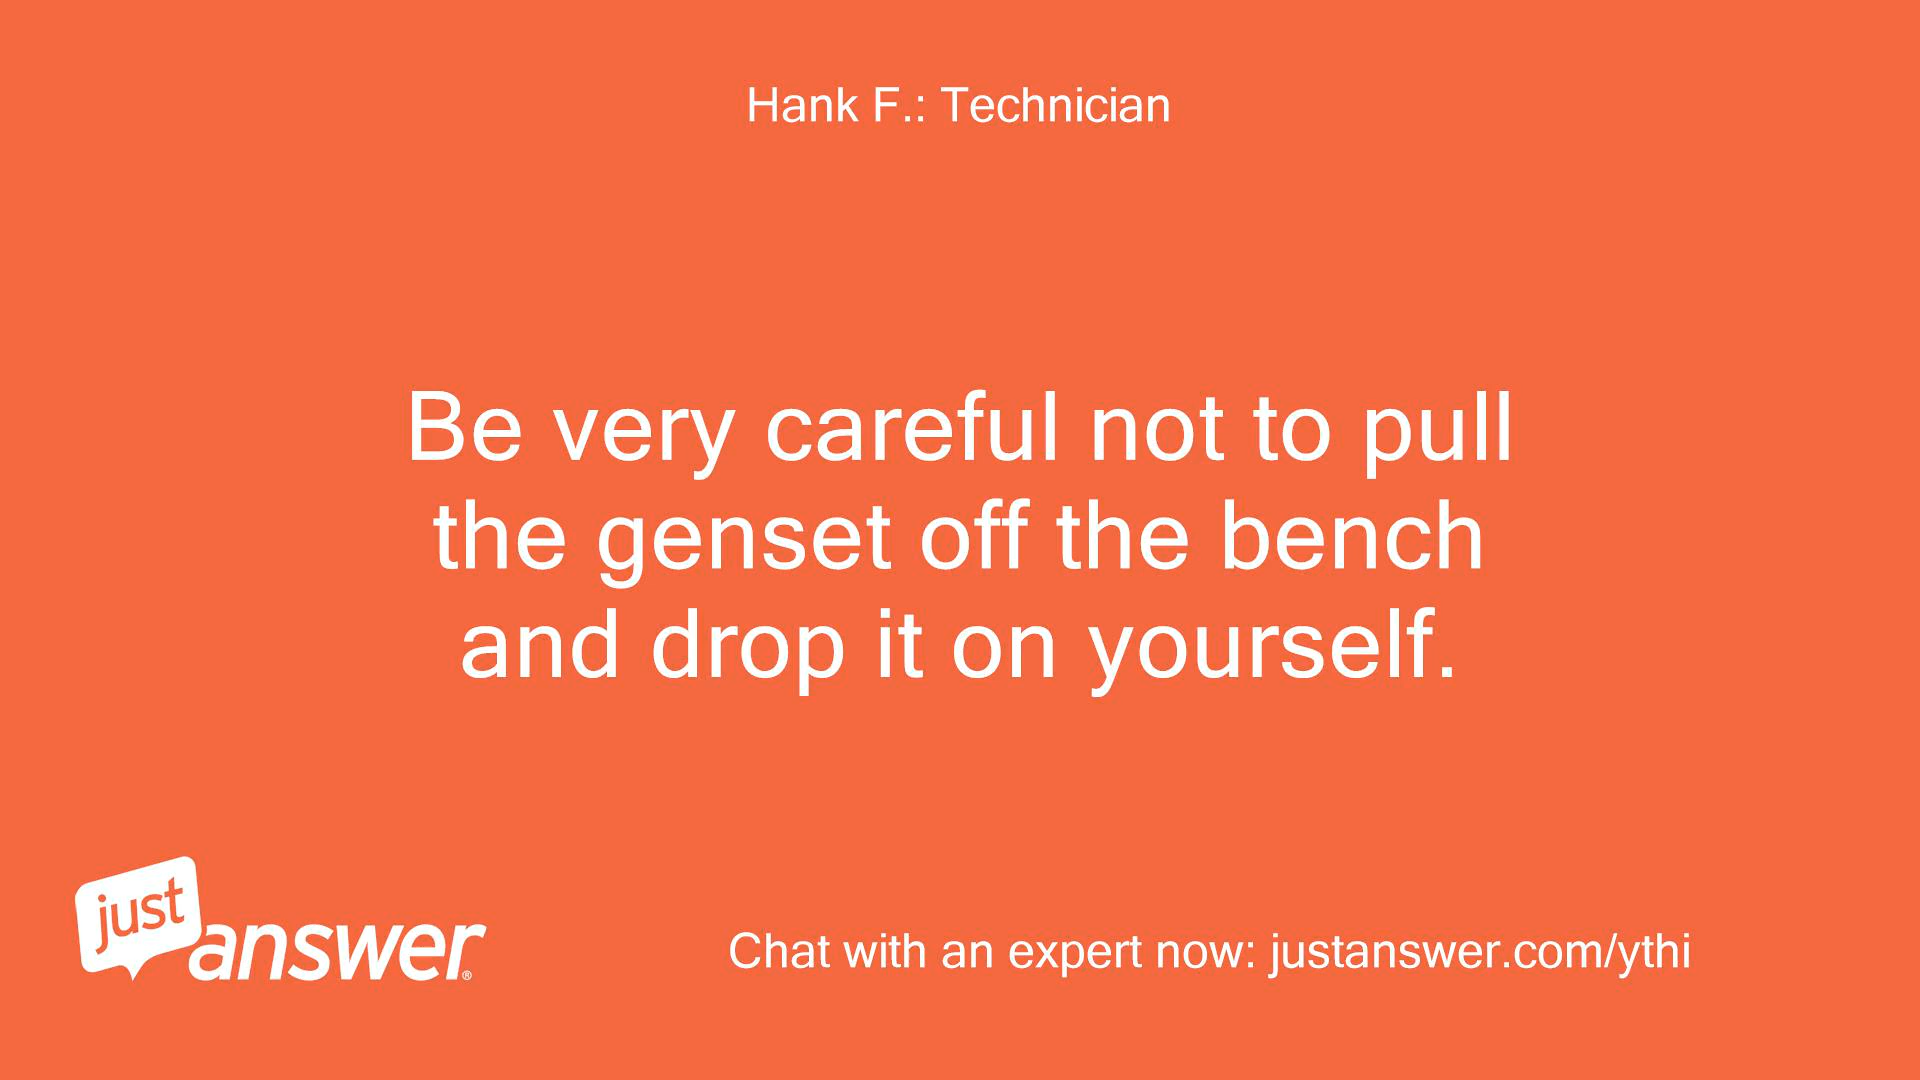 Hank F.: Technician
Be very careful not to pull
the genset off the bench
and drop it on yourself.
just
answer®
Chat with an expert now: justanswer.com/ythi